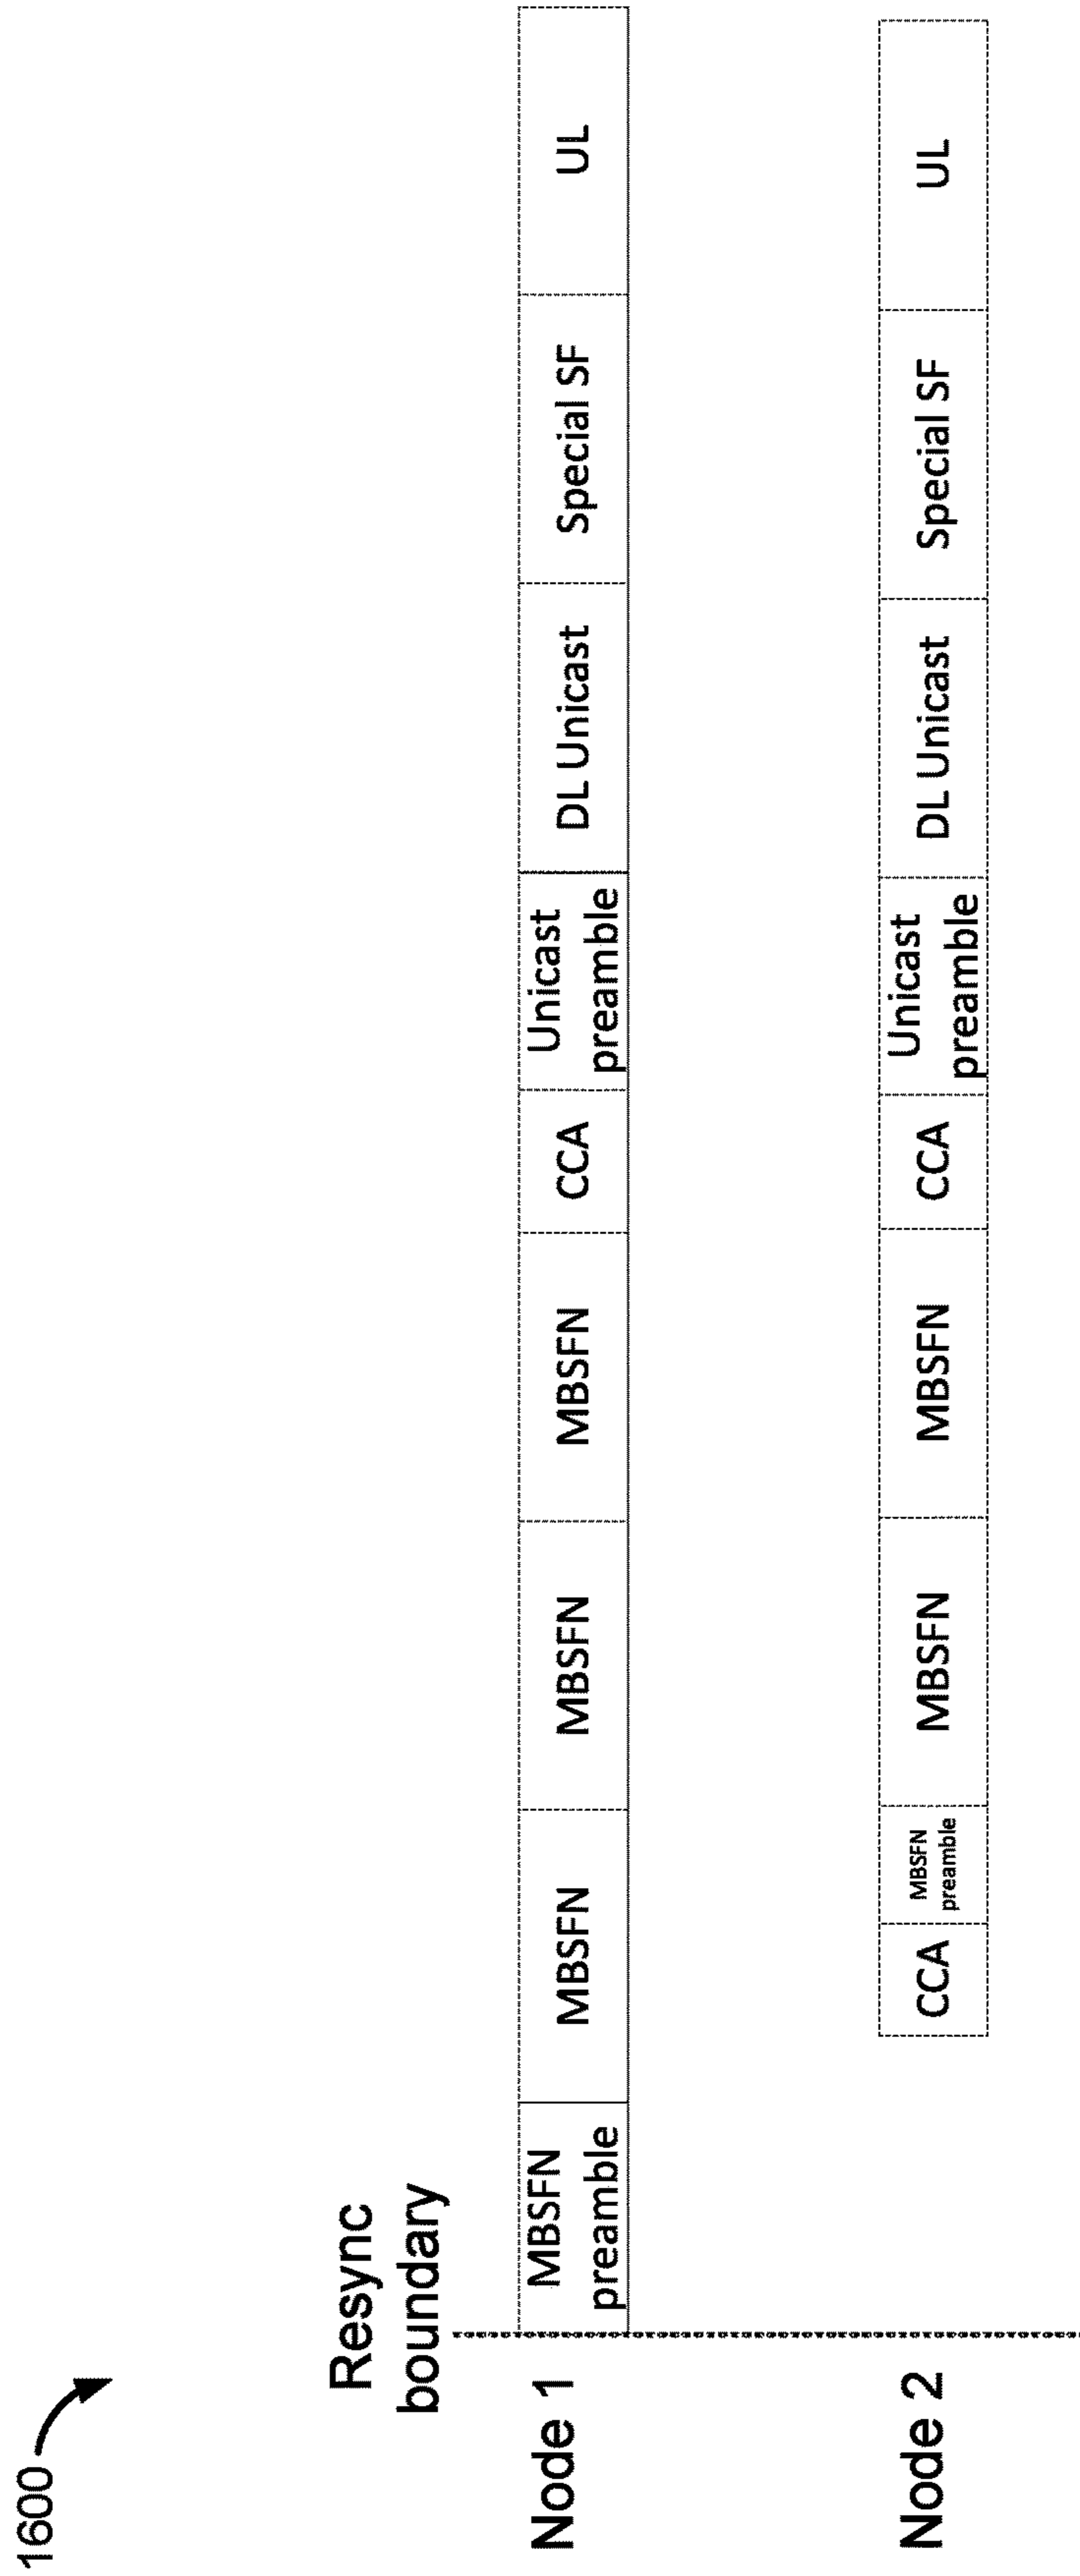 1600
Resync
boundary
Node 1
MBSFN
preamble
MBSFN
MBSFN
MBSFN
CCA
Unicast
preamble
DL Unicast
Special SF
UL
Node 2
CCA
MBSFN
preamble
MBSFN
MBSFN
CCA
Unicast
preamble
DL Unicast
Special SF
UL